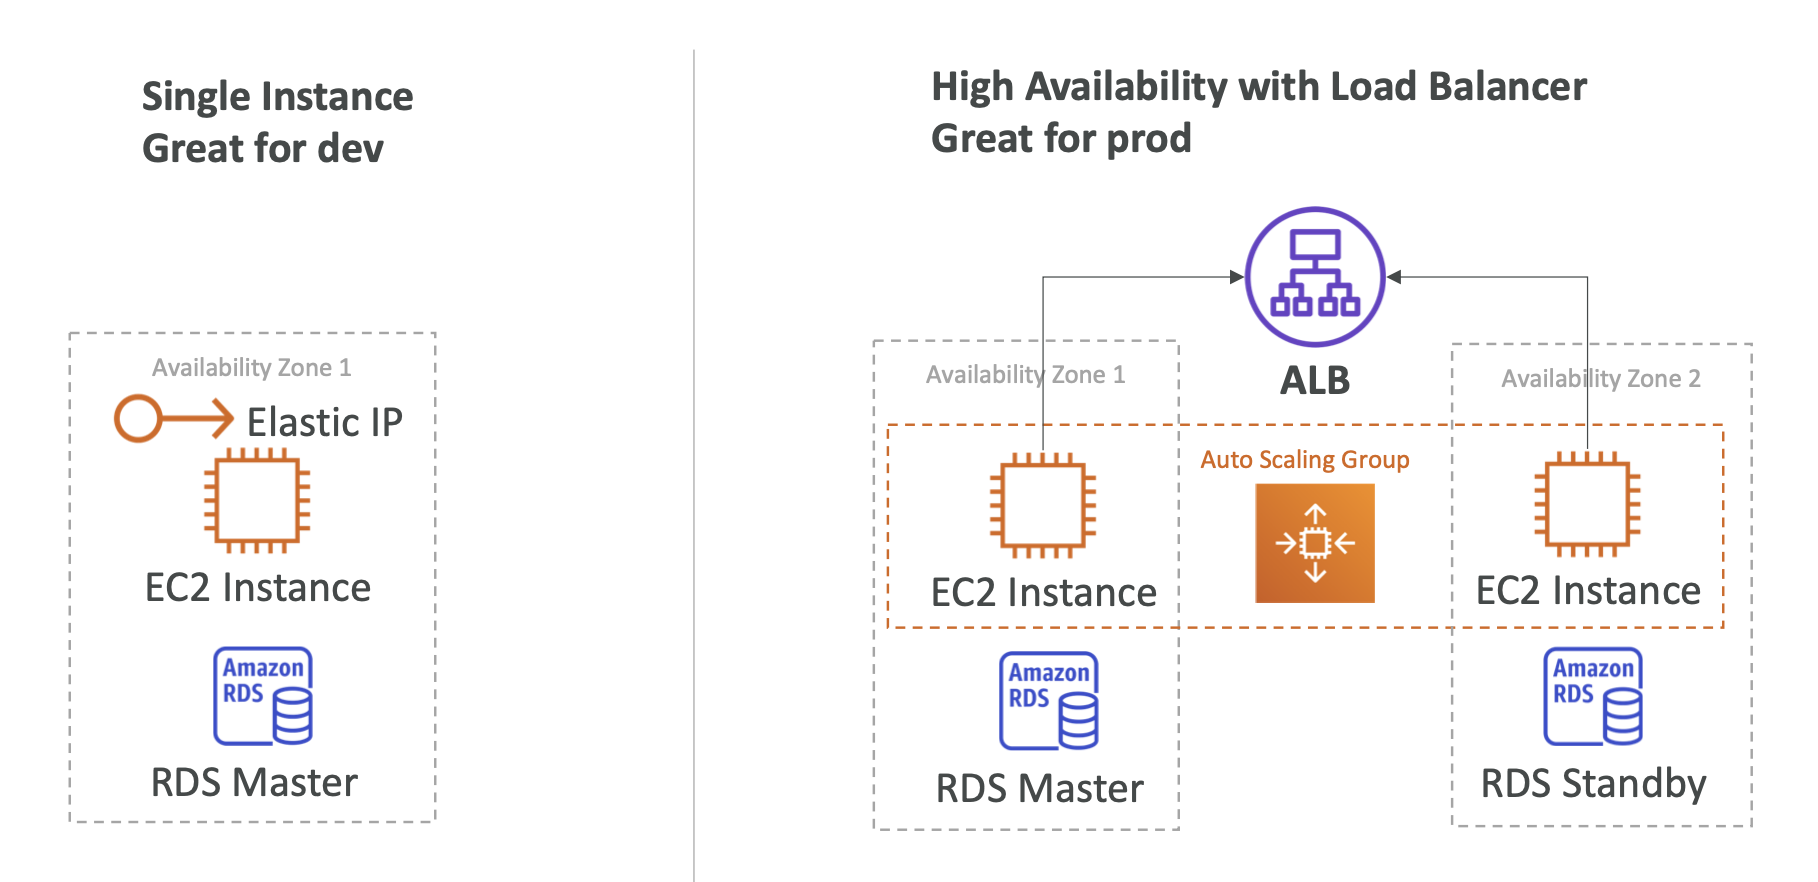 Single Instance
Great for dev
Availability Zone 1
Elastic IP
EC2 Instance
Amazon
RDS
RDS Master
High Availability with Load Balancer
Great for prod
ALB
Availability Zone 1
Availability Zone 2
Auto Scaling Group
EC2 Instance
EC2 Instance
Amazon
RDS
RDS Master
Amazon
RDS
RDS Standby